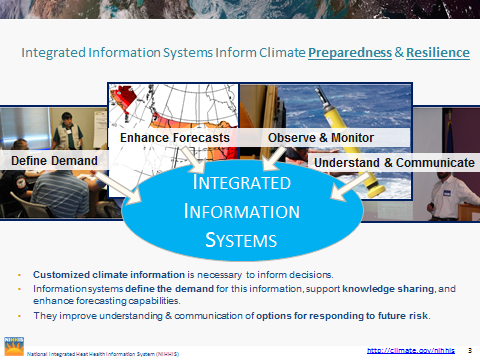 Integrated Information Systems Inform Climate Preparedness & Resilience
Enhance Forecasts
Observe & Monitor
Define Demand
Understand & Communicate
INTEGRATED
INFORMATION
SYSTEMS
• Customized climate information is necessary to inform decisions.
• Information systems define the demand for this information, support knowledge sharing, and
enhance forecasting capabilities.
• They improve understanding & communication of options for responding to future risk.
NIHHIS
National Integrated Heat Health Information System (NIHHIS)
http://climate.gov/nihhis
3